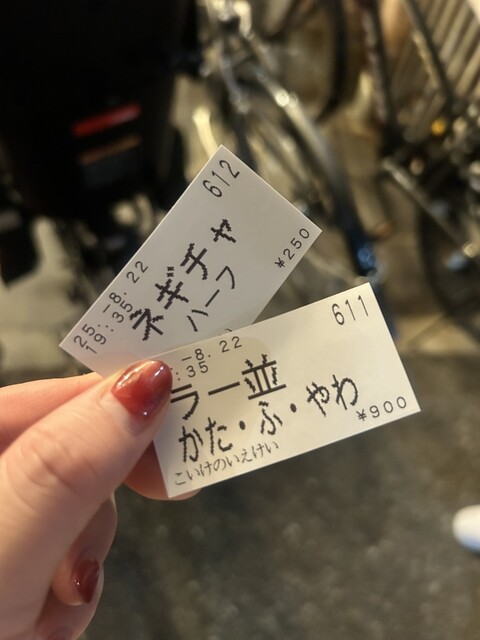 612
25. -8.22
19:35
ネギチャ
ハーフ
¥250
611
-8.22
:35
ラー並
かた・ふ・やわ
¥900
こいけのいえけい